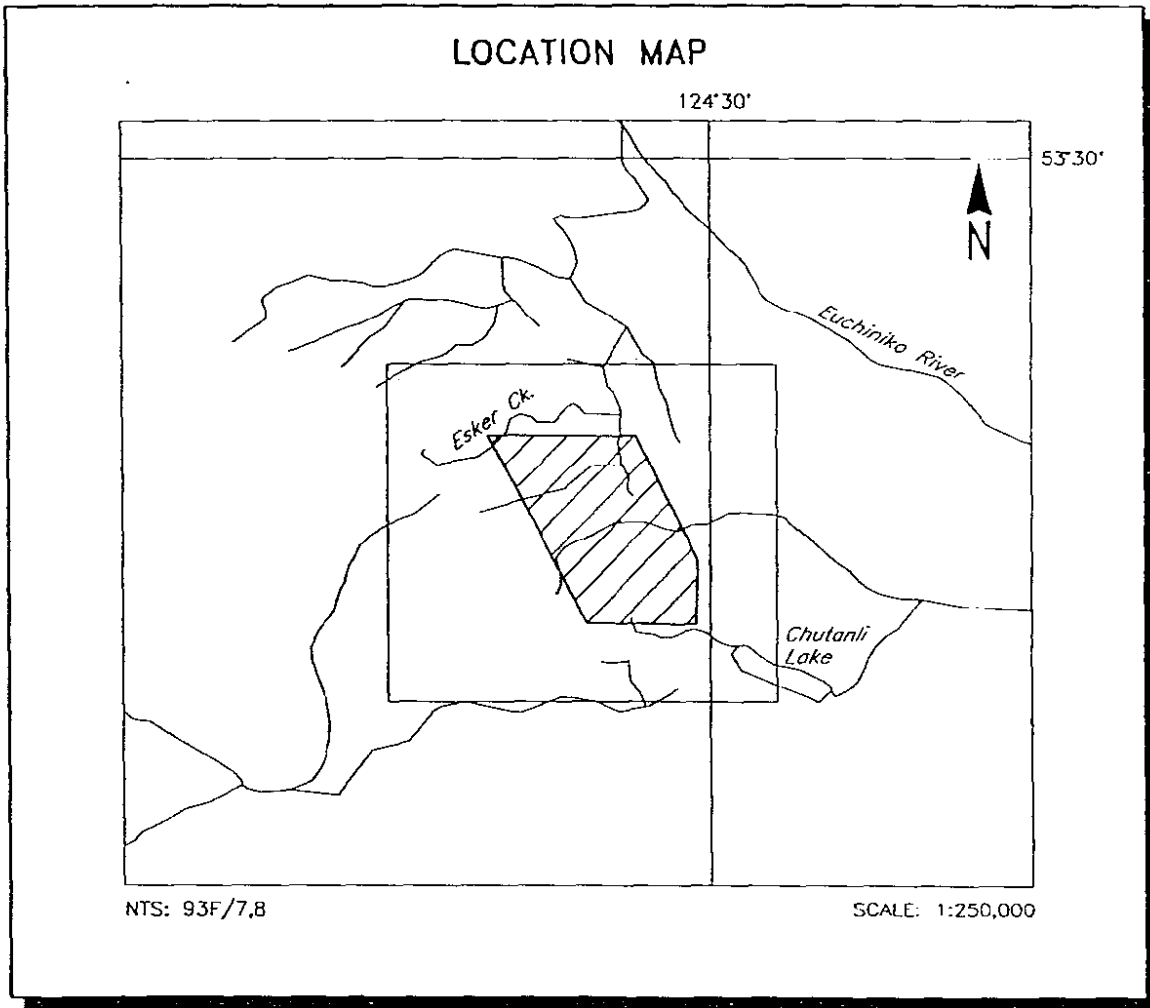 LOCATION MAP
124°30'
53°30'
N
Euchiniko River
Esker Ck.
Chutanli
Lake
NTS: 93F/7,8
SCALE: 1:250,000